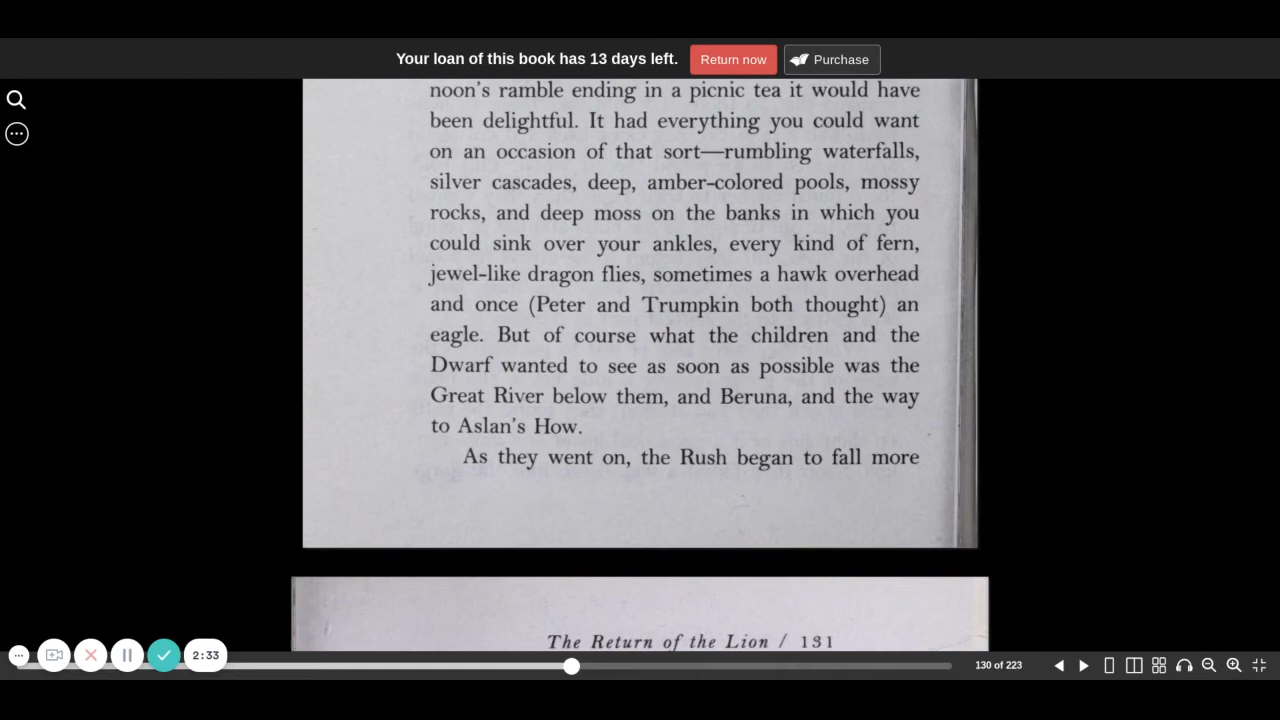 Your loan of this book has 13 days left. Return now Purchase
noon's ramble ending in a picnic tea it would have
been delightful. It had everything you could want
on an occasion of that sort—rumbling waterfalls,
silver cascades, deep, amber-colored pools, mossy
rocks, and deep moss on the banks in which you
could sink over your ankles, every kind of fern,
jewel-like dragon flies, sometimes a hawk overhead
and once (Peter and Trumpkin both thought) an
eagle. But of course what the children and the
Dwarf wanted to see as soon as possible was the
Great River below them, and Beruna, and the way
to Aslan's How.
As they went on, the Rush began to fall more
The Return of the Lion / 131
2:33
130 of 223